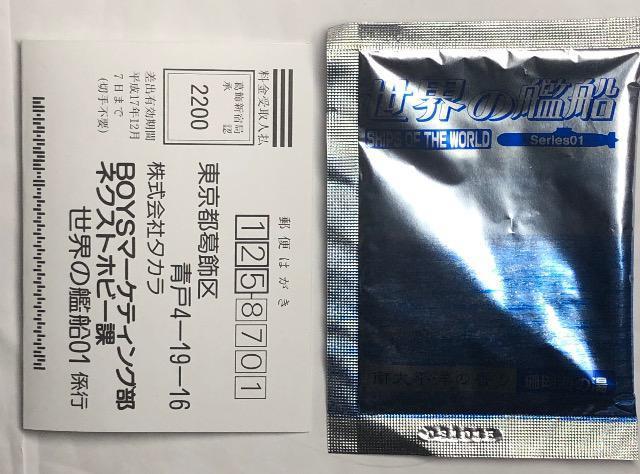 料金受取人払
葛飾新宿局
承認
2200
差出有効期間
平成17年12月
7日まで
(切手不要)
郵便はがき
125-8701
東京都葛飾区
青戸4-19-16
株式会社タカラ
BOYSマーケティング部
ネクストホビー課
世界の艦船01 係行
世界の艦船
SHIPS OF THE WORLD
Series01